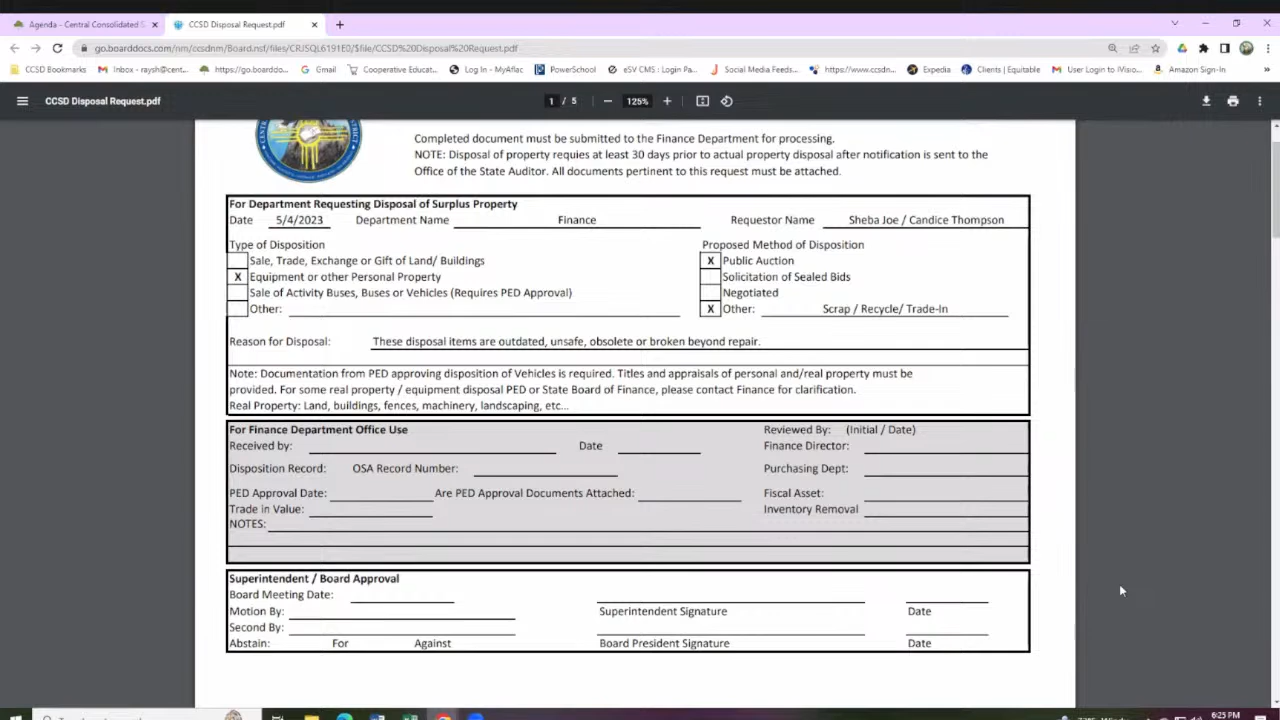 Agenda - Central Consolidated S
CCSD Disposal Request.pdf
go.boarddocs.com/nm/ccsdnm/Board.nsf/files/CRJSQL6191E0/$file/CCSD%20Disposal%20Request.pdf
CCSD Bookmarks Inbox - raysh@cent... https://go.boarddo... Gmail Cooperative Educat... Log In - MyAflac PowerSchool eSV CMS : Login Pa... Social Media Feeds... https://www.ccsdn... Expedia Clients | Equitable User Login to iVisio... Amazon Sign-In »
CCSD Disposal Request.pdf 1 / 5 125%
Completed document must be submitted to the Finance Department for processing.
NOTE: Disposal of property requies at least 30 days prior to actual property disposal after notification is sent to the
Office of the State Auditor. All documents pertinent to this request must be attached.
For Department Requesting Disposal of Surplus Property
Date 5/4/2023 Department Name Finance Requestor Name Sheba Joe / Candice Thompson
Type of Disposition Proposed Method of Disposition
Sale, Trade, Exchange or Gift of Land/ Buildings X Public Auction
X Equipment or other Personal Property Solicitation of Sealed Bids
Sale of Activity Buses, Buses or Vehicles (Requires PED Approval) Negotiated
Other: X Other: Scrap / Recycle/ Trade-In
Reason for Disposal: These disposal items are outdated, unsafe, obsolete or broken beyond repair.
Note: Documentation from PED approving disposition of Vehicles is required. Titles and appraisals of personal and/real property must be
provided. For some real property / equipment disposal PED or State Board of Finance, please contact Finance for clarification.
Real Property: Land, buildings, fences, machinery, landscaping, etc...
For Finance Department Office Use Reviewed By: (Initial / Date)
Received by: Date Finance Director:
Disposition Record: OSA Record Number: Purchasing Dept:
PED Approval Date: Are PED Approval Documents Attached: Fiscal Asset:
Trade in Value: Inventory Removal
NOTES:
Superintendent / Board Approval
Board Meeting Date:
Motion By: Superintendent Signature Date
Second By:
Abstain: For Against Board President Signature Date
6:25 PM